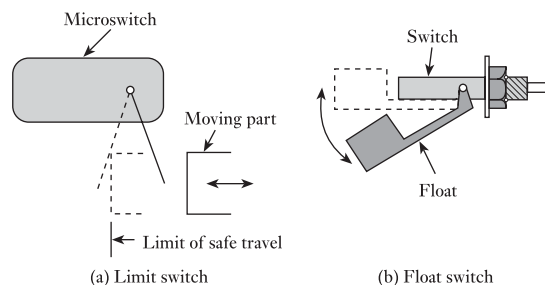 Microswitch
Moving part
Limit of safe travel
(a) Limit switch
Switch
Float
(b) Float switch